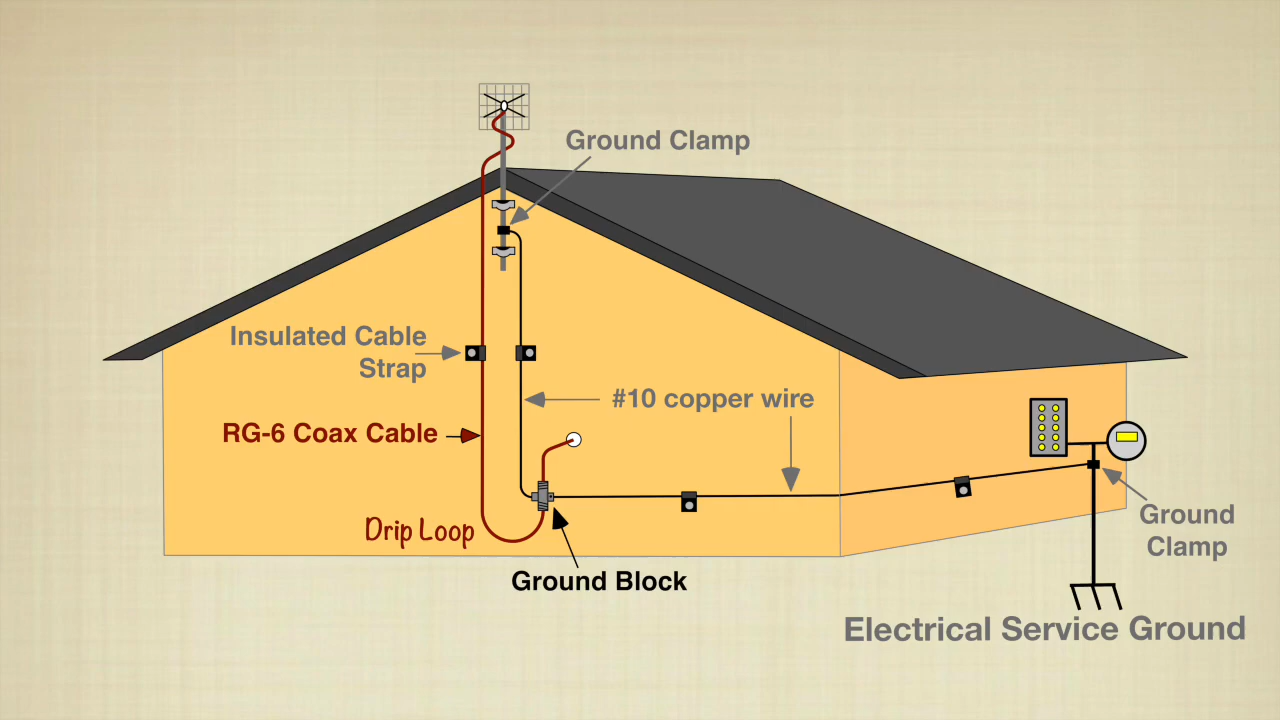 Ground Clamp
Insulated Cable
Strap
#10 copper wire
RG-6 Coax Cable
Drip Loop
Ground
Clamp
Ground Block
Electrical Service Ground